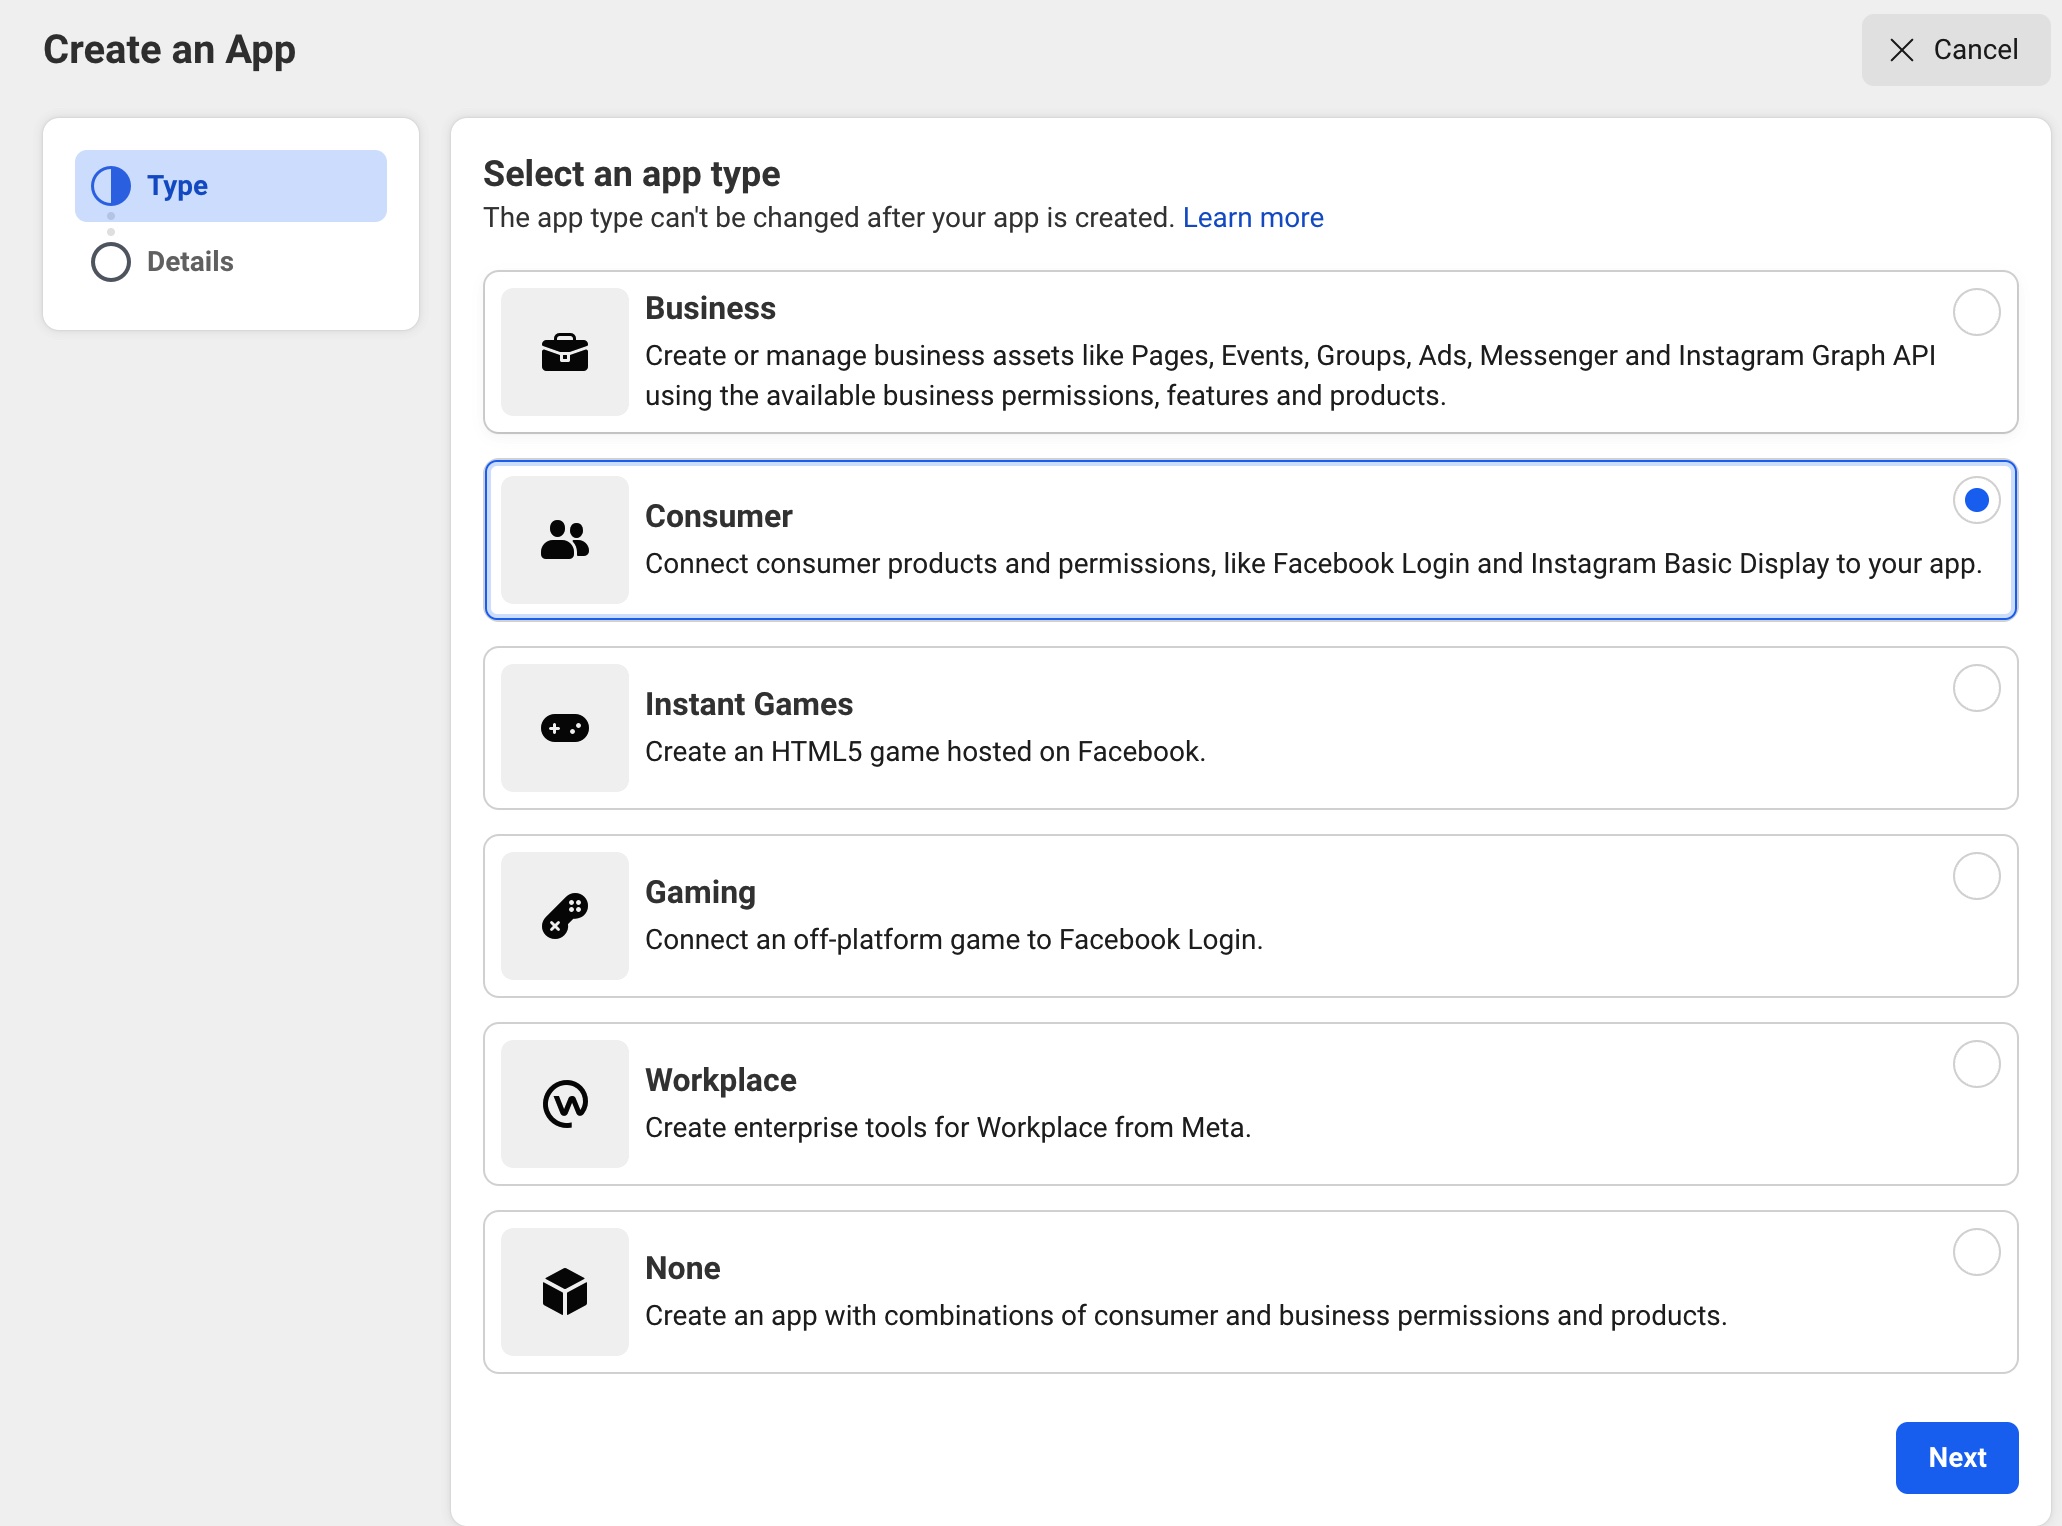 Create an App
Cancel
Type
Details
Select an app type
The app type can't be changed after your app is created. Learn more
Business
Create or manage business assets like Pages, Events, Groups, Ads, Messenger and Instagram Graph API
using the available business permissions, features and products.
Consumer
Connect consumer products and permissions, like Facebook Login and Instagram Basic Display to your app.
Instant Games
Create an HTML5 game hosted on Facebook.
Gaming
Connect an off-platform game to Facebook Login.
Workplace
Create enterprise tools for Workplace from Meta.
None
Create an app with combinations of consumer and business permissions and products.
Next